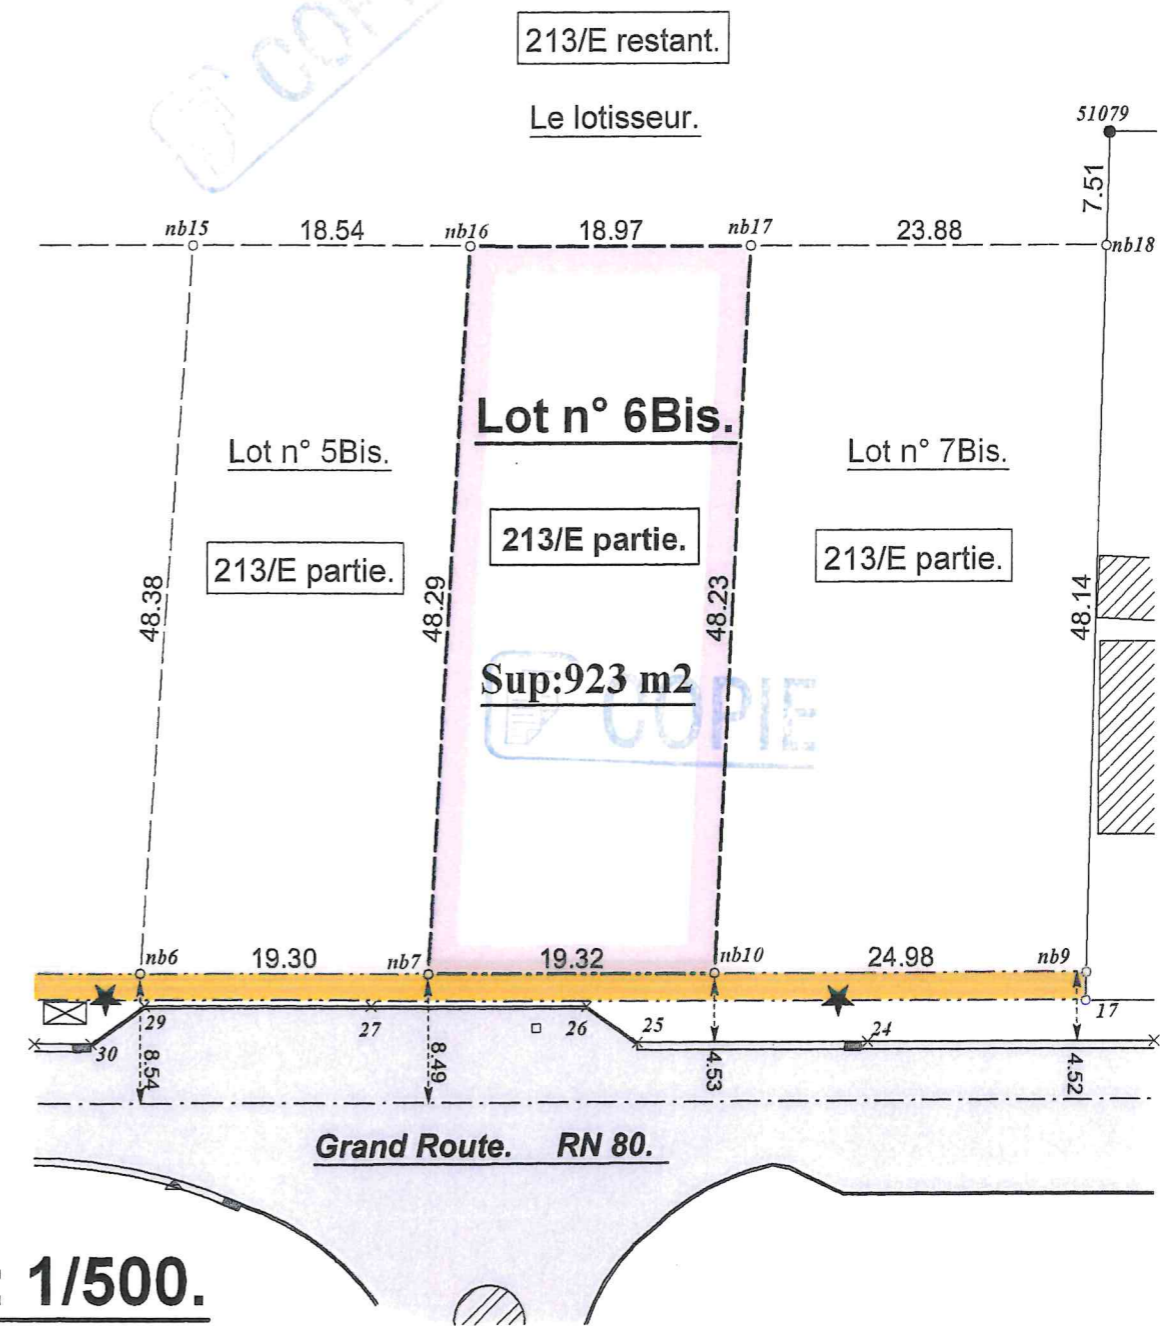 COPIE
213/E restant.
Le lotisseur.
51079
7.51
nb15
18.54
nb16
18.97
nb17
23.88
nb18
Lot n° 5Bis.
Lot n° 6Bis.
Lot n° 7Bis.
213/E partie.
213/E partie.
213/E partie.
48.38
48.29
48.23
48.14
Sup:923 m2
COPIE
nb6
19.30
nb7
19.32
nb10
24.98
nb9
17
29
27
26
25
24
30
8.54
8.49
4.53
4.52
Grand Route. RN 80.
: 1/500.